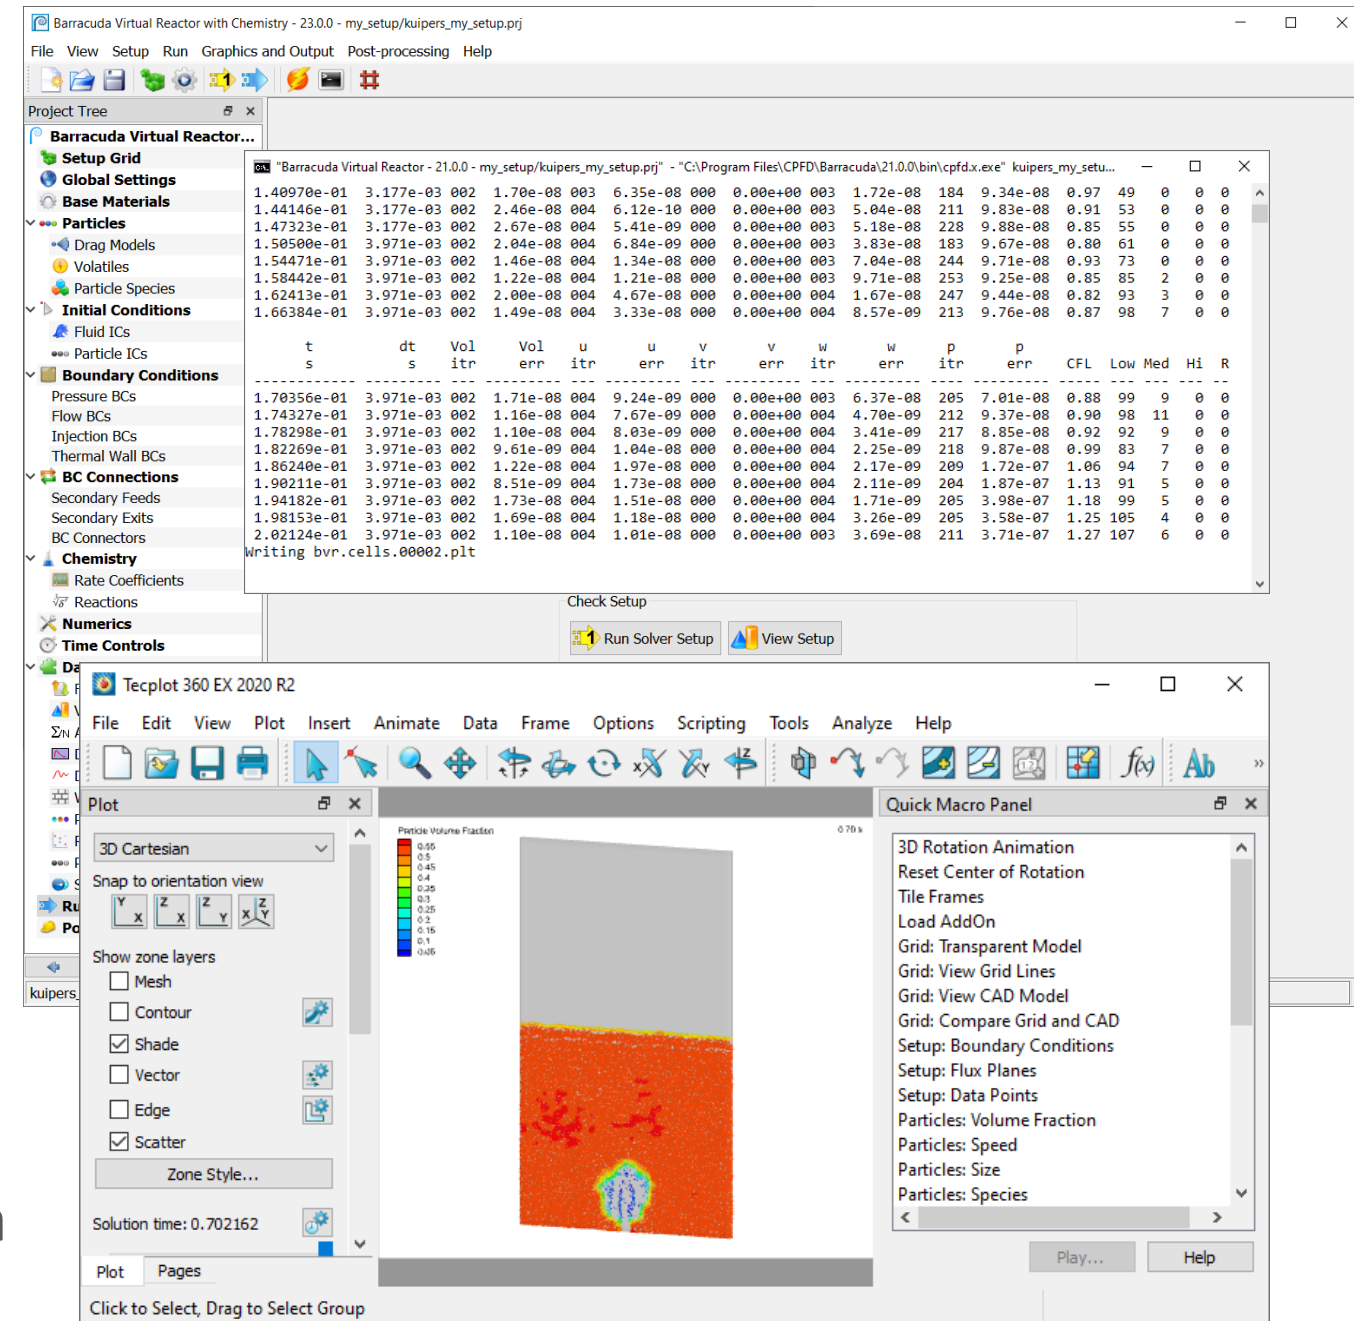 Barracuda Virtual Reactor with Chemistry - 23.0.0 - my_setup/kuipers_my_setup.prj
File View Setup Run Graphics and Output Post-processing Help
Project Tree
Barracuda Virtual Reactor...
Setup Grid
Global Settings
Base Materials
Particles
Drag Models
Volatiles
Particle Species
Initial Conditions
Fluid ICs
Particle ICs
Boundary Conditions
Pressure BCs
Flow BCs
Injection BCs
Thermal Wall BCs
BC Connections
Secondary Feeds
Secondary Exits
BC Connectors
Chemistry
Rate Coefficients
Reactions
Numerics
Time Controls
Da
Ru
Po
kuipers_
"Barracuda Virtual Reactor - 21.0.0 - my_setup/kuipers_my_setup.prj" - "C:\Program Files\CPFD\Barracuda\21.0.0\bin\cpfd.x.exe" kuipers_my_setu...
1.40970e-01 3.177e-03 002 1.70e-08 003 6.35e-08 000 0.00e+00 003 1.72e-08 184 9.34e-08 0.97 49 0 0 0
1.44146e-01 3.177e-03 002 2.46e-08 004 6.12e-10 000 0.00e+00 003 5.04e-08 211 9.83e-08 0.91 53 0 0 0
1.47323e-01 3.177e-03 002 2.67e-08 004 5.41e-09 000 0.00e+00 003 5.18e-08 228 9.88e-08 0.85 55 0 0 0
1.50500e-01 3.971e-03 002 2.04e-08 004 6.84e-09 000 0.00e+00 003 3.83e-08 183 9.67e-08 0.80 61 0 0 0
1.54471e-01 3.971e-03 002 1.46e-08 004 1.34e-08 000 0.00e+00 003 7.04e-08 244 9.71e-08 0.93 73 0 0 0
1.58442e-01 3.971e-03 002 1.22e-08 004 1.21e-08 000 0.00e+00 003 9.71e-08 253 9.25e-08 0.85 85 2 0 0
1.62413e-01 3.971e-03 002 2.00e-08 004 4.67e-08 000 0.00e+00 004 1.67e-08 247 9.44e-08 0.82 93 3 0 0
1.66384e-01 3.971e-03 002 1.49e-08 004 3.33e-08 000 0.00e+00 004 8.57e-09 213 9.76e-08 0.87 98 7 0 0
t dt Vol Vol u u v v w w p p
s s itr err itr err itr err itr err itr err CFL Low Med Hi R
------------ --------- --- --------- --- --------- --- --------- --- --------- --- --------- ----- --- --- --- --
1.70356e-01 3.971e-03 002 1.71e-08 004 9.24e-09 000 0.00e+00 003 6.37e-08 205 7.01e-08 0.88 99 9 0 0
1.74327e-01 3.971e-03 002 1.16e-08 004 7.67e-09 000 0.00e+00 004 4.70e-09 212 9.37e-08 0.90 98 11 0 0
1.78298e-01 3.971e-03 002 1.10e-08 004 8.03e-09 000 0.00e+00 004 3.41e-09 217 8.85e-08 0.92 92 9 0 0
1.82269e-01 3.971e-03 002 9.61e-09 004 1.04e-08 000 0.00e+00 004 2.25e-09 218 9.87e-08 0.99 83 7 0 0
1.86240e-01 3.971e-03 002 1.22e-08 004 1.97e-08 000 0.00e+00 004 2.17e-09 209 1.72e-07 1.06 94 7 0 0
1.90211e-01 3.971e-03 002 8.51e-09 004 1.73e-08 000 0.00e+00 004 2.11e-09 204 1.87e-07 1.13 91 5 0 0
1.94182e-01 3.971e-03 002 1.73e-08 004 1.51e-08 000 0.00e+00 004 1.71e-09 205 3.98e-07 1.18 99 5 0 0
1.98153e-01 3.971e-03 002 1.69e-08 004 1.18e-08 000 0.00e+00 004 3.26e-09 205 3.58e-07 1.25 105 4 0 0
2.02124e-01 3.971e-03 002 1.10e-08 004 1.01e-08 000 0.00e+00 003 3.69e-08 211 3.71e-07 1.27 107 6 0 0
Writing bvr.cells.00002.plt
Check Setup
Run Solver Setup View Setup
Tecplot 360 EX 2020 R2
File Edit View Plot Insert Animate Data Frame Options Scripting Tools Analyze Help
Plot
3D Cartesian
Snap to orientation view
Show zone layers
Mesh
Contour
Shade
Vector
Edge
Scatter
Zone Style...
Solution time: 0.702162
Plot Pages
Click to Select, Drag to Select Group
Particle Volume Fraction
0.55
0.5
0.45
0.4
0.35
0.3
0.25
0.2
0.15
0.1
0.05
0.70 s
Quick Macro Panel
3D Rotation Animation
Reset Center of Rotation
Tile Frames
Load AddOn
Grid: Transparent Model
Grid: View Grid Lines
Grid: View CAD Model
Grid: Compare Grid and CAD
Setup: Boundary Conditions
Setup: Flux Planes
Setup: Data Points
Particles: Volume Fraction
Particles: Speed
Particles: Size
Particles: Species
Play... Help